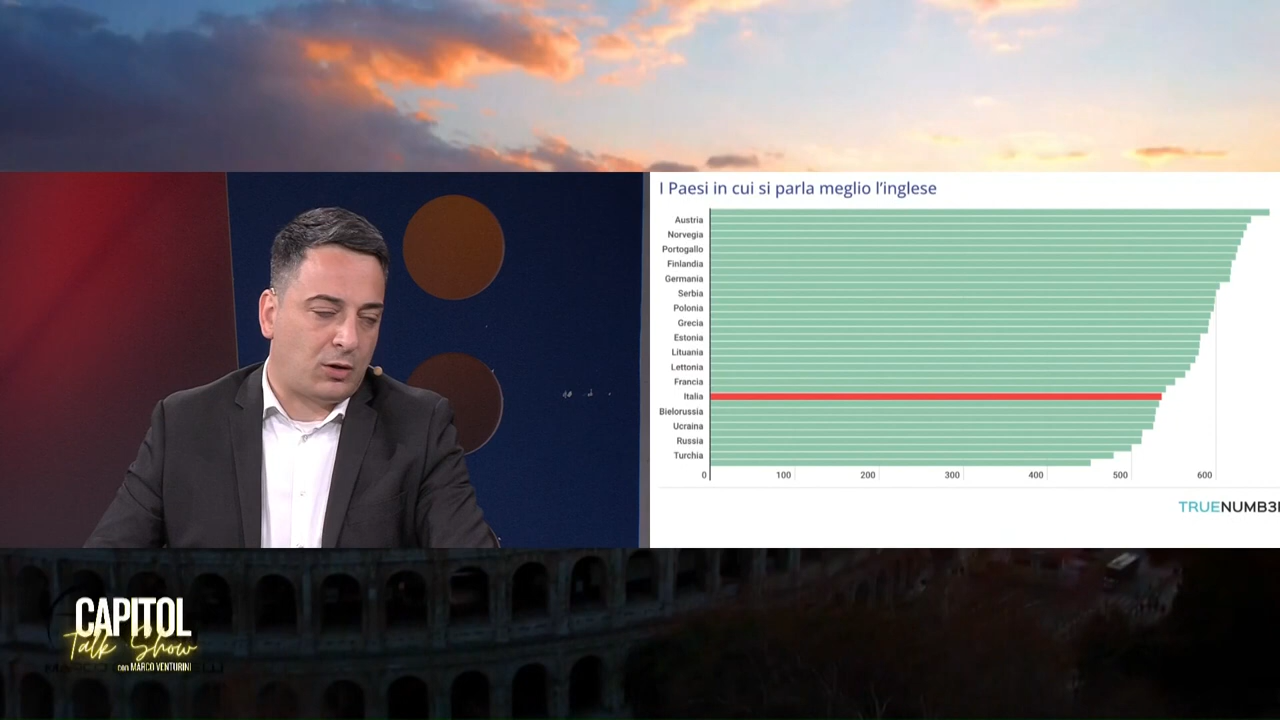 I Paesi in cui si parla meglio l'inglese
Austria
Norvegia
Portogallo
Finlandia
Germania
Serbia
Polonia
Grecia
Estonia
Lituania
Lettonia
Francia
Italia
Bielorussia
Ucraina
Russia
Turchia
0 100 200 300 400 500 600
TRUENUMB3
CAPITOL
Talk Show
con MARCO VENTURINI